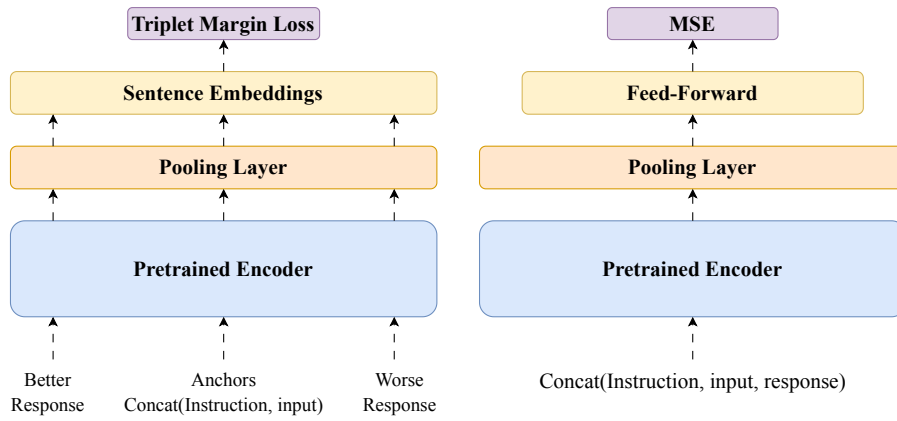 Triplet Margin Loss
Sentence Embeddings
Pooling Layer
Pretrained Encoder
Better
Response
Anchors
Concat(Instruction, input)
Worse
Response
MSE
Feed-Forward
Pooling Layer
Pretrained Encoder
Concat(Instruction, input, response)